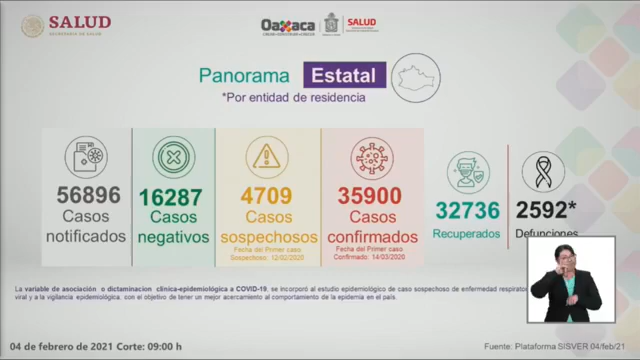 SALUD
SECRETARÍA DE SALUD
Oaxaca
SALUD
Panorama Estatal
*Por entidad de residencia
56896
Casos
notificados
16287
Casos
negativos
4709
Casos
sospechosos
Fecha del Primer caso
Sospechoso: 12/02/2020
35900
Casos
confirmados
Fecha del Primer caso
Confirmado: 14/03/2020
32736
Recuperados
2592*
Defunciones
La variable de asociación o dictaminación clínica-epidemiológica a COVID-19, se incorporó al estudio epidemiológico de caso sospechoso de enfermedad respirator
viral y a la vigilancia epidemiológica, con el objetivo de tener un mejor acercamiento al comportamiento de la epidemia en el país.
04 de febrero de 2021 Corte: 09:00 h
Fuente: Plataforma SISVER 04/feb/21